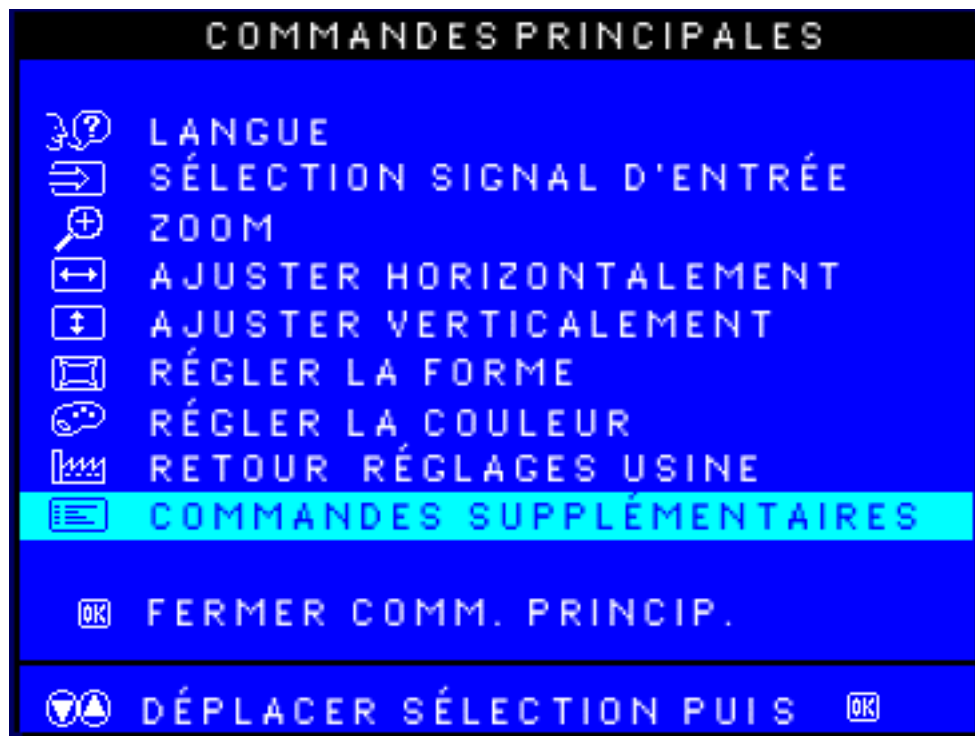 COMMANDES PRINCIPALES
LANGUE
SÉLECTION SIGNAL D'ENTRÉE
ZOOM
AJUSTER HORIZONTALEMENT
AJUSTER VERTICALEMENT
RÉGLER LA FORME
RÉGLER LA COULEUR
RETOUR RÉGLAGES USINE
COMMANDES SUPPLÉMENTAIRES
OK FERMER COMM. PRINCIP.
DÉPLACER SÉLECTION PUIS OK